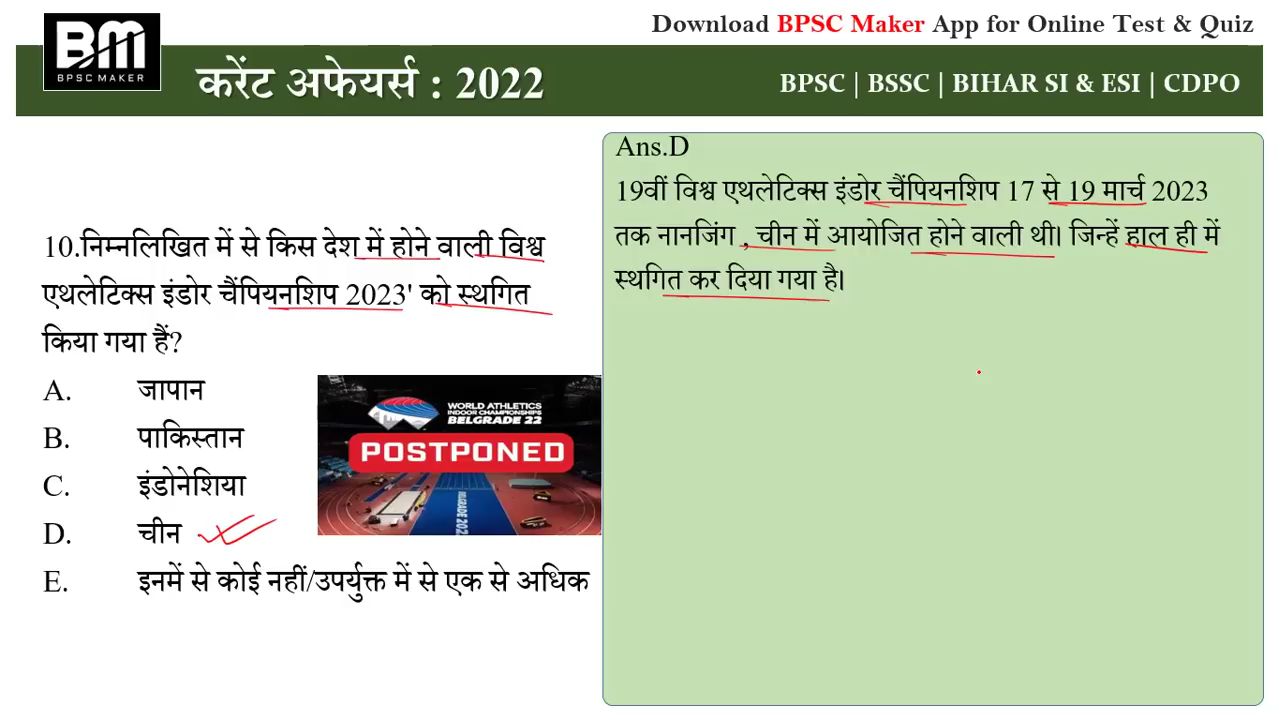 Download BPSC Maker App for Online Test & Quiz
BM
BPSC MAKER
करेंट अफेयर्स : 2022
BPSC | BSSC | BIHAR SI & ESI | CDPO
10.निम्नलिखित में से किस देश में होने वाली विश्व
एथलेटिक्स इंडोर चैंपियनशिप 2023' को स्थगित
किया गया हैं?
A. जापान
B. पाकिस्तान
C. इंडोनेशिया
D. चीन
E. इनमें से कोई नहीं/उपर्युक्त में से एक से अधिक
WORLD ATHLETICS
INDOOR CHAMPIONSHIPS
BELGRADE 22
POSTPONED
BELGRADE 202
Ans.D
19वीं विश्व एथलेटिक्स इंडोर चैंपियनशिप 17 से 19 मार्च 2023
तक नानजिंग , चीन में आयोजित होने वाली थी। जिन्हें हाल ही में
स्थगित कर दिया गया है।